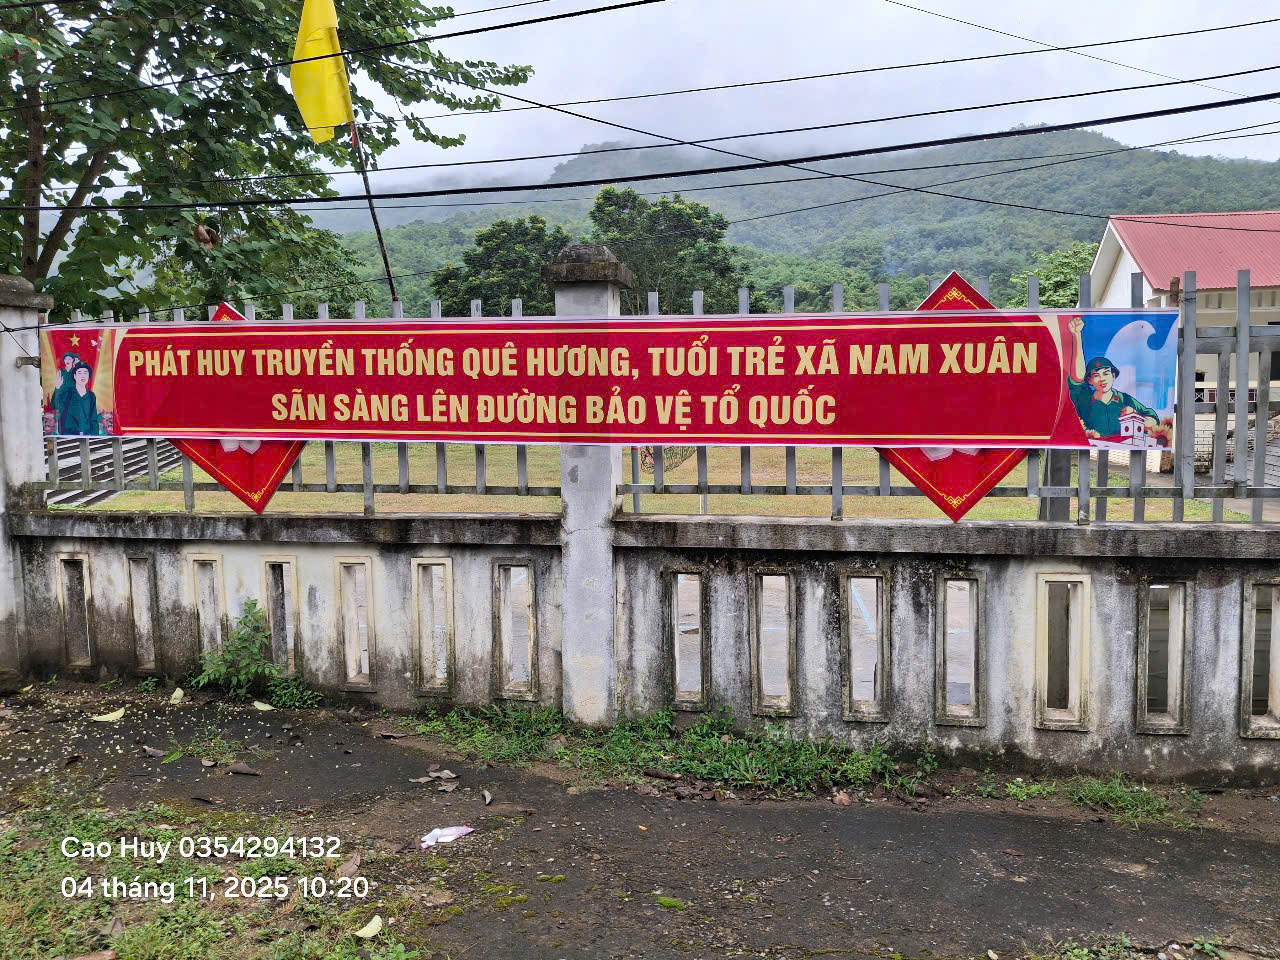 PHÁT HUY TRUYỀN THỐNG QUÊ HƯƠNG, TUỔI TRẺ XÃ NAM XUÂN
SẴN SÀNG LÊN ĐƯỜNG BẢO VỆ TỔ QUỐC
Cao Huy 0354294132
04 tháng 11, 2025 10:20